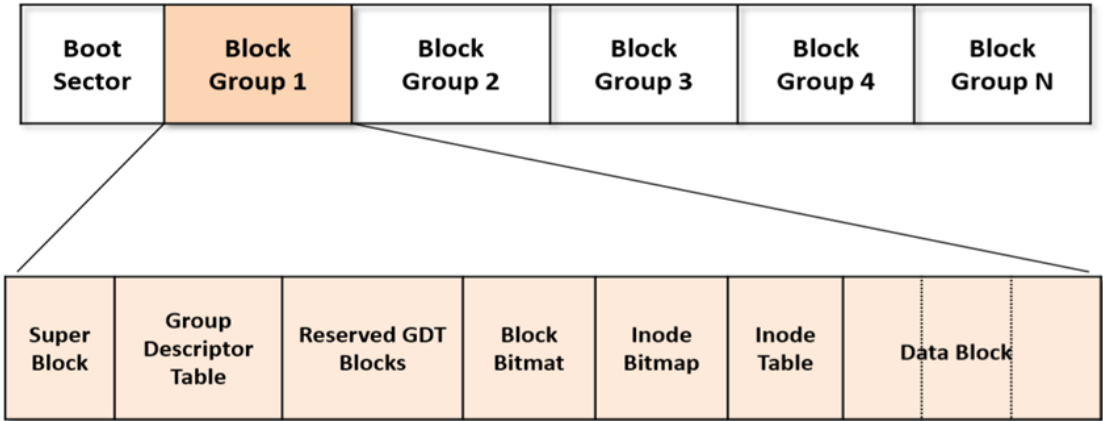 Boot
Sector
Block
Group 1
Block
Group 2
Block
Group 3
Block
Group 4
Block
Group N
Super
Block
Group
Descriptor
Table
Reserved GDT
Blocks
Block
Bitmat
Inode
Bitmap
Inode
Table
Data Block